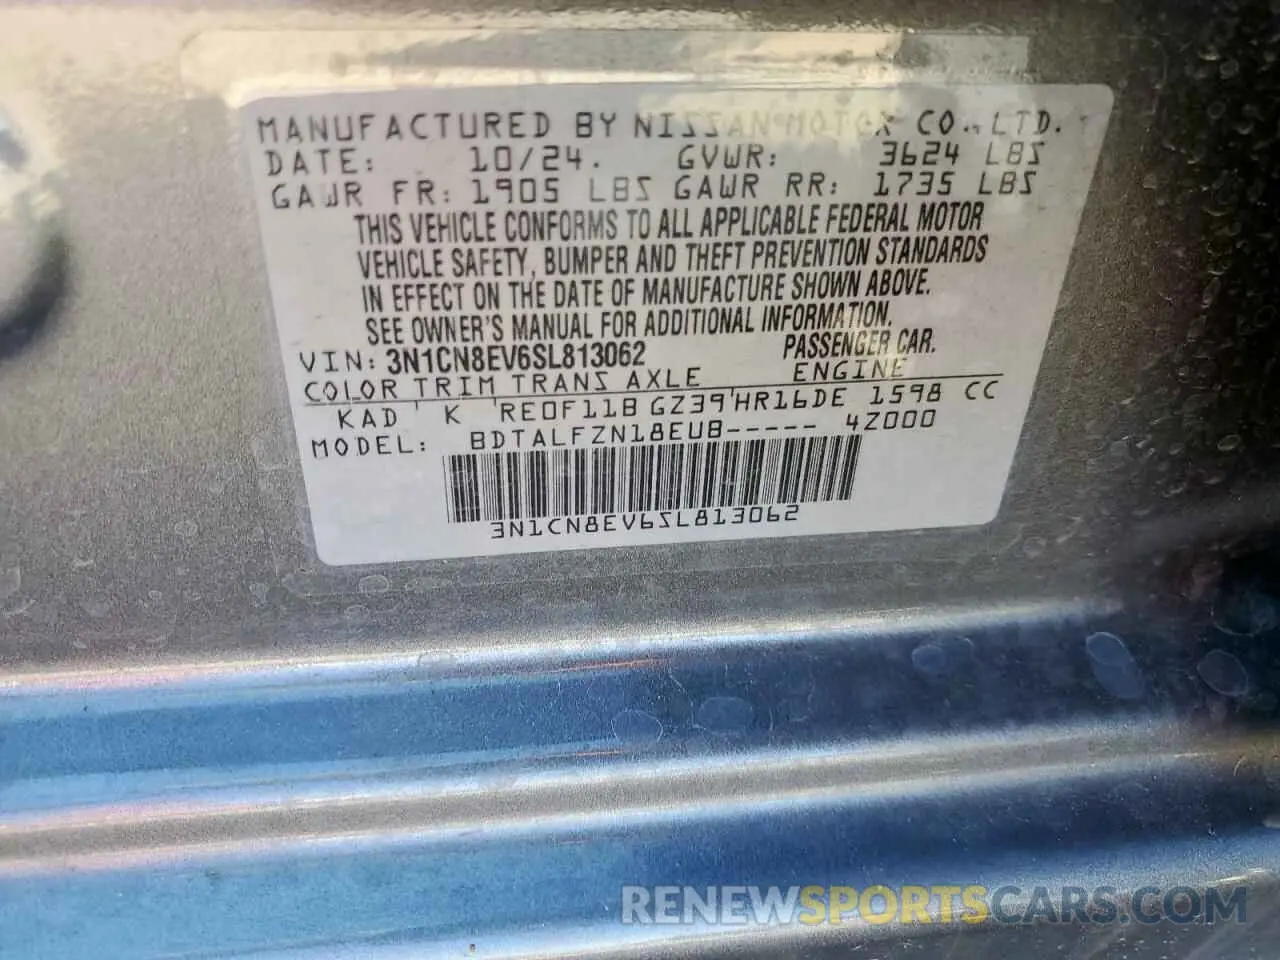 MANUFACTURED BY NISSAN MOTOR CO., LTD.
DATE: 10/24. GVWR: 3624 LBS
GAWR FR: 1905 LBS GAWR RR: 1735 LBS
THIS VEHICLE CONFORMS TO ALL APPLICABLE FEDERAL MOTOR
VEHICLE SAFETY, BUMPER AND THEFT PREVENTION STANDARDS
IN EFFECT ON THE DATE OF MANUFACTURE SHOWN ABOVE.
SEE OWNER'S MANUAL FOR ADDITIONAL INFORMATION.
VIN: 3N1CN8EV6SL813062 PASSENGER CAR.
COLOR TRIM TRANS AXLE ENGINE
KAD K RE0F11B GZ39 HR16DE 1598 CC
MODEL: BDTALFZN18EUB----- 4Z000
3N1CN8EV6SL813062
RENEWSPORTSCARS.COM